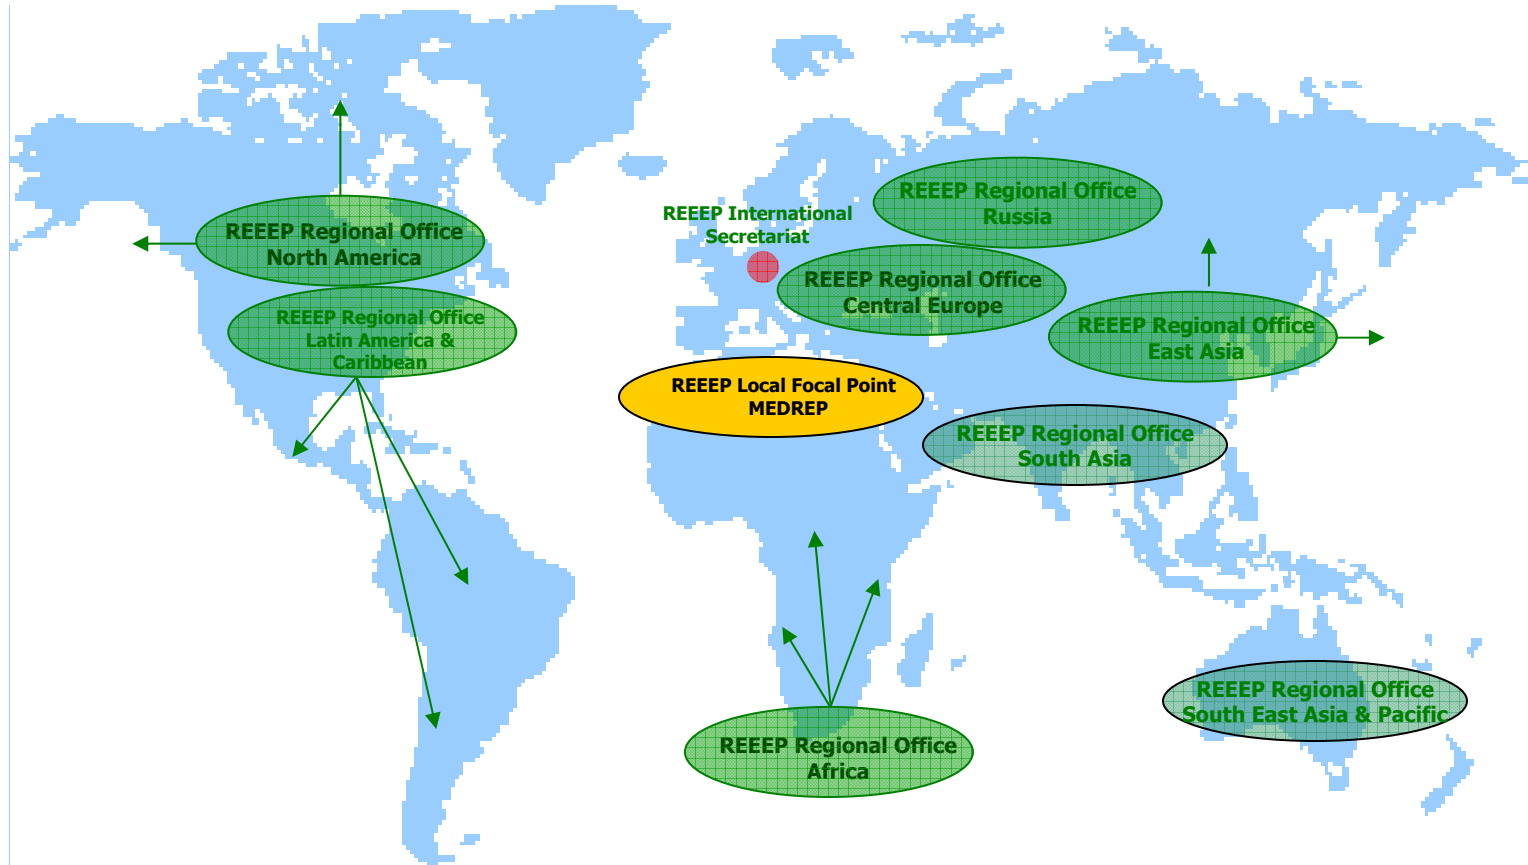 REEEP Regional Office
Russia
REEEP International
Secretariat
REEEP Regional Office
North America
REEEP Regional Office
Central Europe
REEEP Regional Office
Latin America &
Caribbean
REEEP Regional Office
East Asia
REEEP Local Focal Point
MEDREP
REEEP Regional Office
South Asia
REEEP Regional Office
South East Asia & Pacific
REEEP Regional Office
Africa